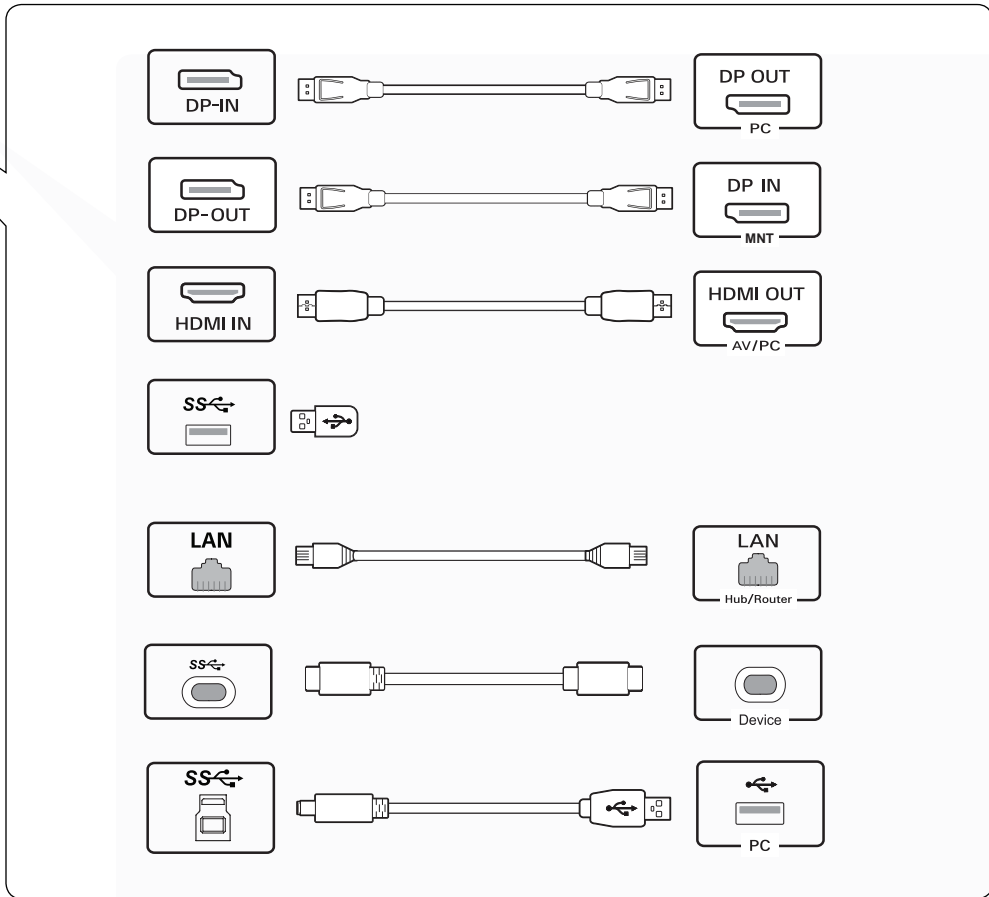 DP-IN
DP OUT
PC
DP-OUT
DP IN
MNT
HDMI IN
HDMI OUT
AV/PC
SS
LAN
LAN
Hub/Router
SS
Device
SS
PC